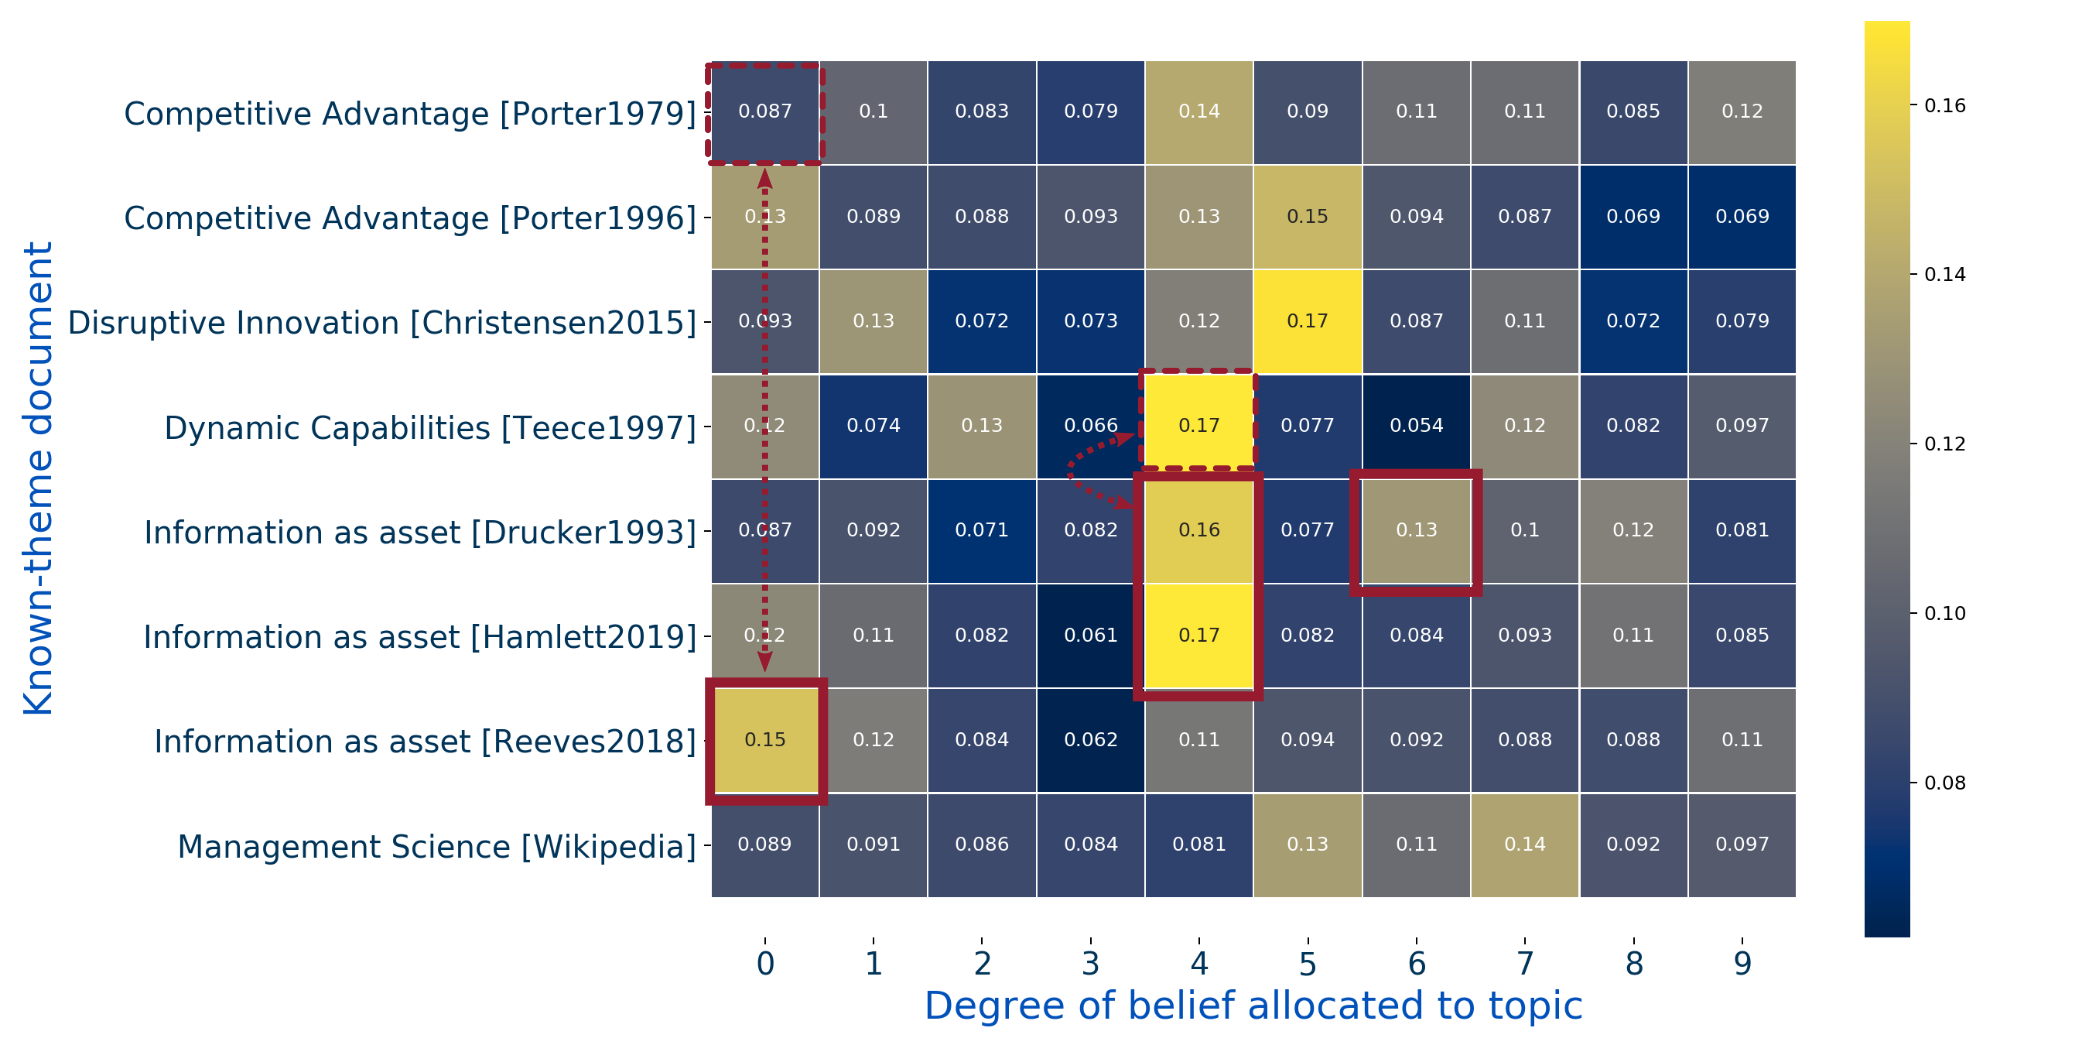 Known-theme document
Competitive Advantage [Porter1979] 0.087 0.1 0.083 0.079 0.14 0.09 0.11 0.11 0.085 0.12
Competitive Advantage [Porter1996] 0.13 0.089 0.088 0.093 0.13 0.15 0.094 0.087 0.069 0.069
Disruptive Innovation [Christensen2015] 0.093 0.13 0.072 0.073 0.12 0.17 0.087 0.11 0.072 0.079
Dynamic Capabilities [Teece1997] 0.12 0.074 0.13 0.066 0.17 0.077 0.054 0.12 0.082 0.097
Information as asset [Drucker1993] 0.087 0.092 0.071 0.082 0.16 0.077 0.13 0.1 0.12 0.081
Information as asset [Hamlett2019] 0.12 0.11 0.082 0.061 0.17 0.082 0.084 0.093 0.11 0.085
Information as asset [Reeves2018] 0.15 0.12 0.084 0.062 0.11 0.094 0.092 0.088 0.088 0.11
Management Science [Wikipedia] 0.089 0.091 0.086 0.084 0.081 0.13 0.11 0.14 0.092 0.097
0 1 2 3 4 5 6 7 8 9
Degree of belief allocated to topic
0.16
0.14
0.12
0.10
0.08